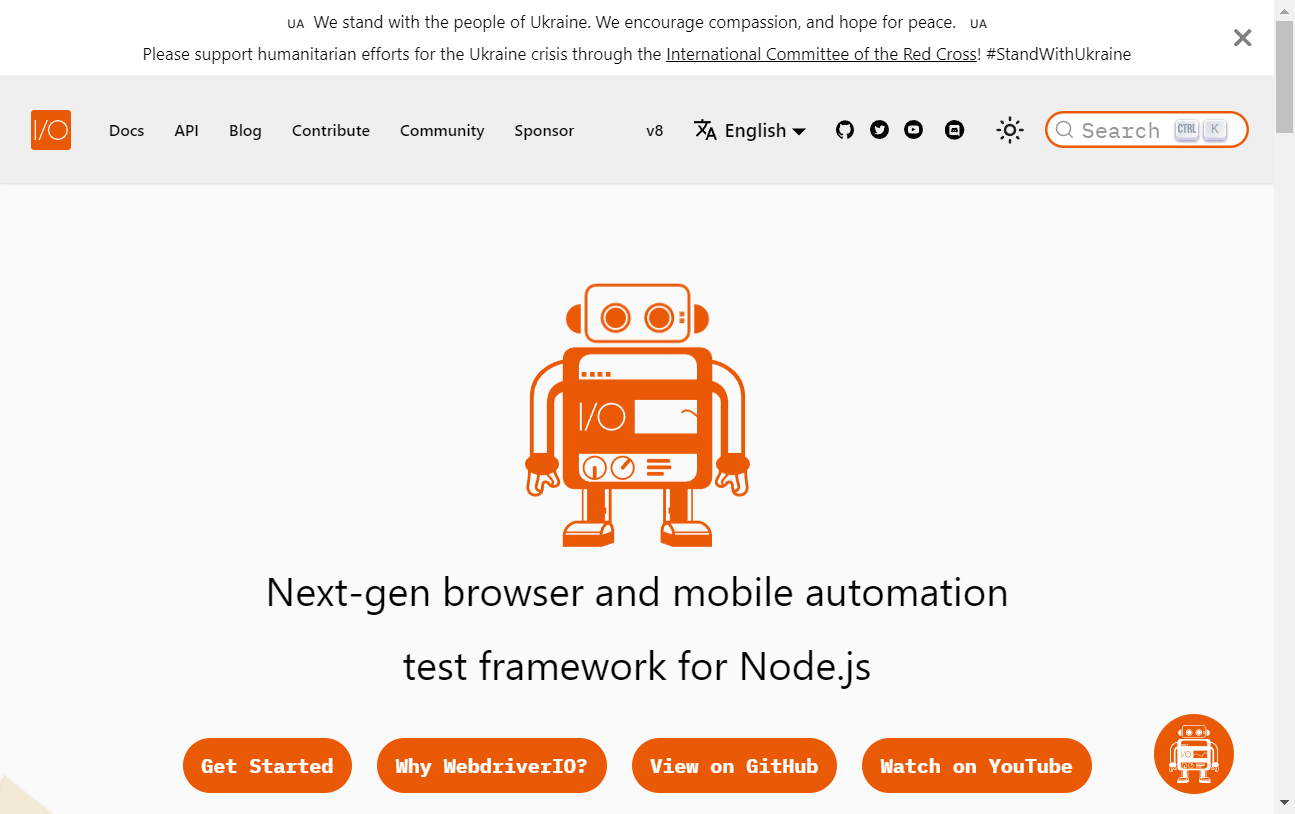 UA We stand with the people of Ukraine. We encourage compassion, and hope for peace. UA
Please support humanitarian efforts for the Ukraine crisis through the International Committee of the Red Cross! #StandWithUkraine
I/O Docs API Blog Contribute Community Sponsor v8 English Search CTRL K
I/O
Next-gen browser and mobile automation
test framework for Node.js
Get Started Why WebdriverIO? View on GitHub Watch on YouTube